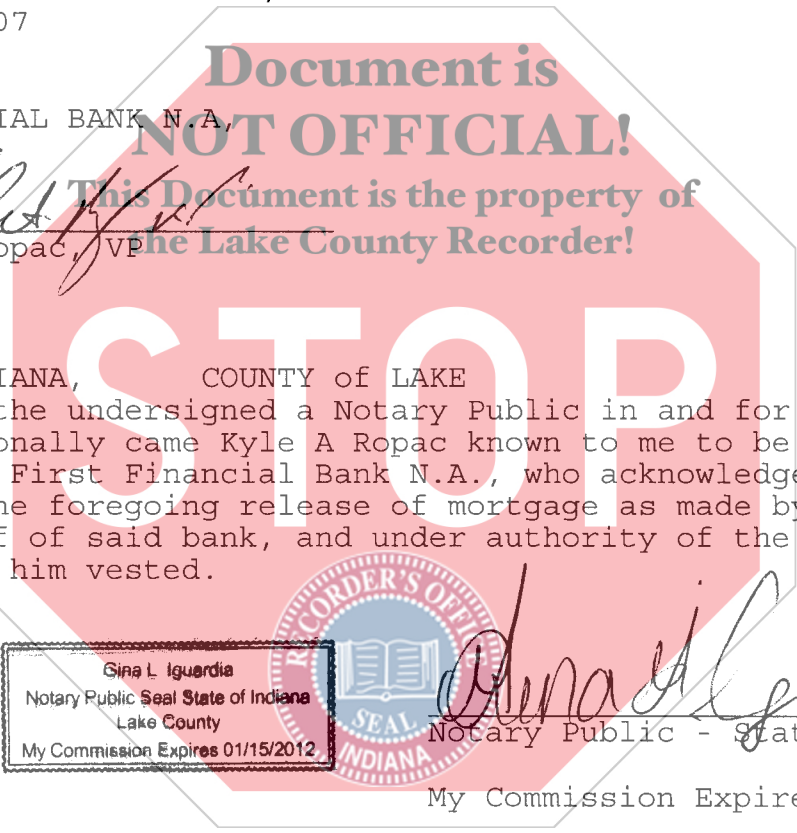 07
Document is
NOT OFFICIAL!
IAL BANK N.A,
This Document is the property of
the Lake County Recorder!
opac, VP
STOP
IANA, COUNTY of LAKE
the undersigned a Notary Public in and for
onally came Kyle A Ropac known to me to be
First Financial Bank N.A., who acknowledge
he foregoing release of mortgage as made by
f of said bank, and under authority of the
him vested.
RECORDER'S OFFICE
SEAL
INDIANA
Gina L Iguardia
Notary Public Seal State of Indiana
Lake County
My Commission Expires 01/15/2012
Notary Public - Stat
My Commission Expire